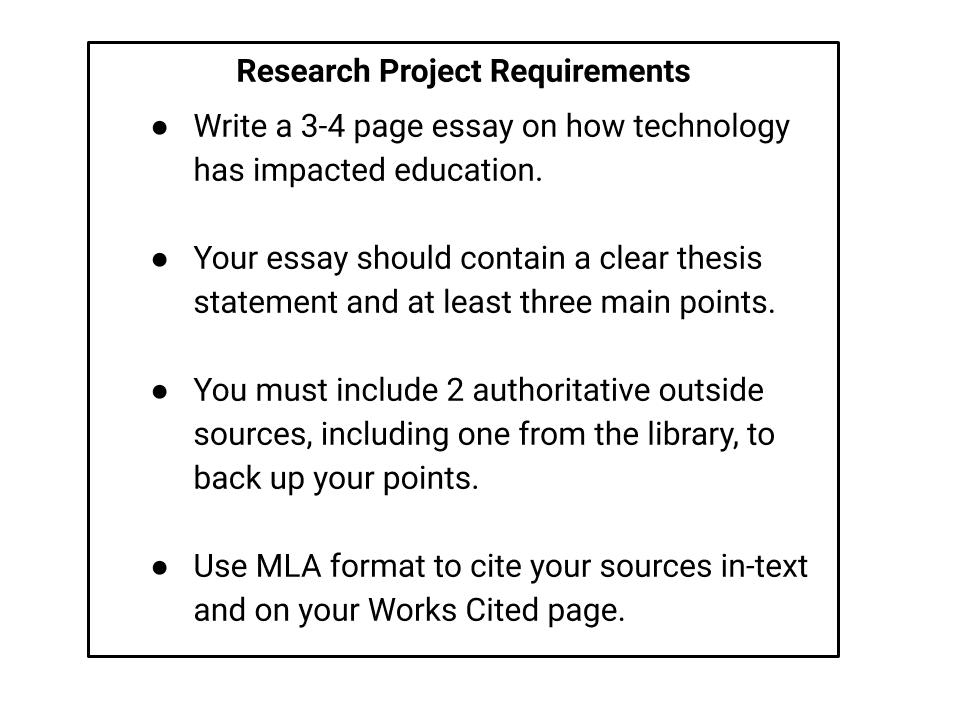 Research Project Requirements
● Write a 3-4 page essay on how technology
has impacted education.
● Your essay should contain a clear thesis
statement and at least three main points.
● You must include 2 authoritative outside
sources, including one from the library, to
back up your points.
● Use MLA format to cite your sources in-text
and on your Works Cited page.